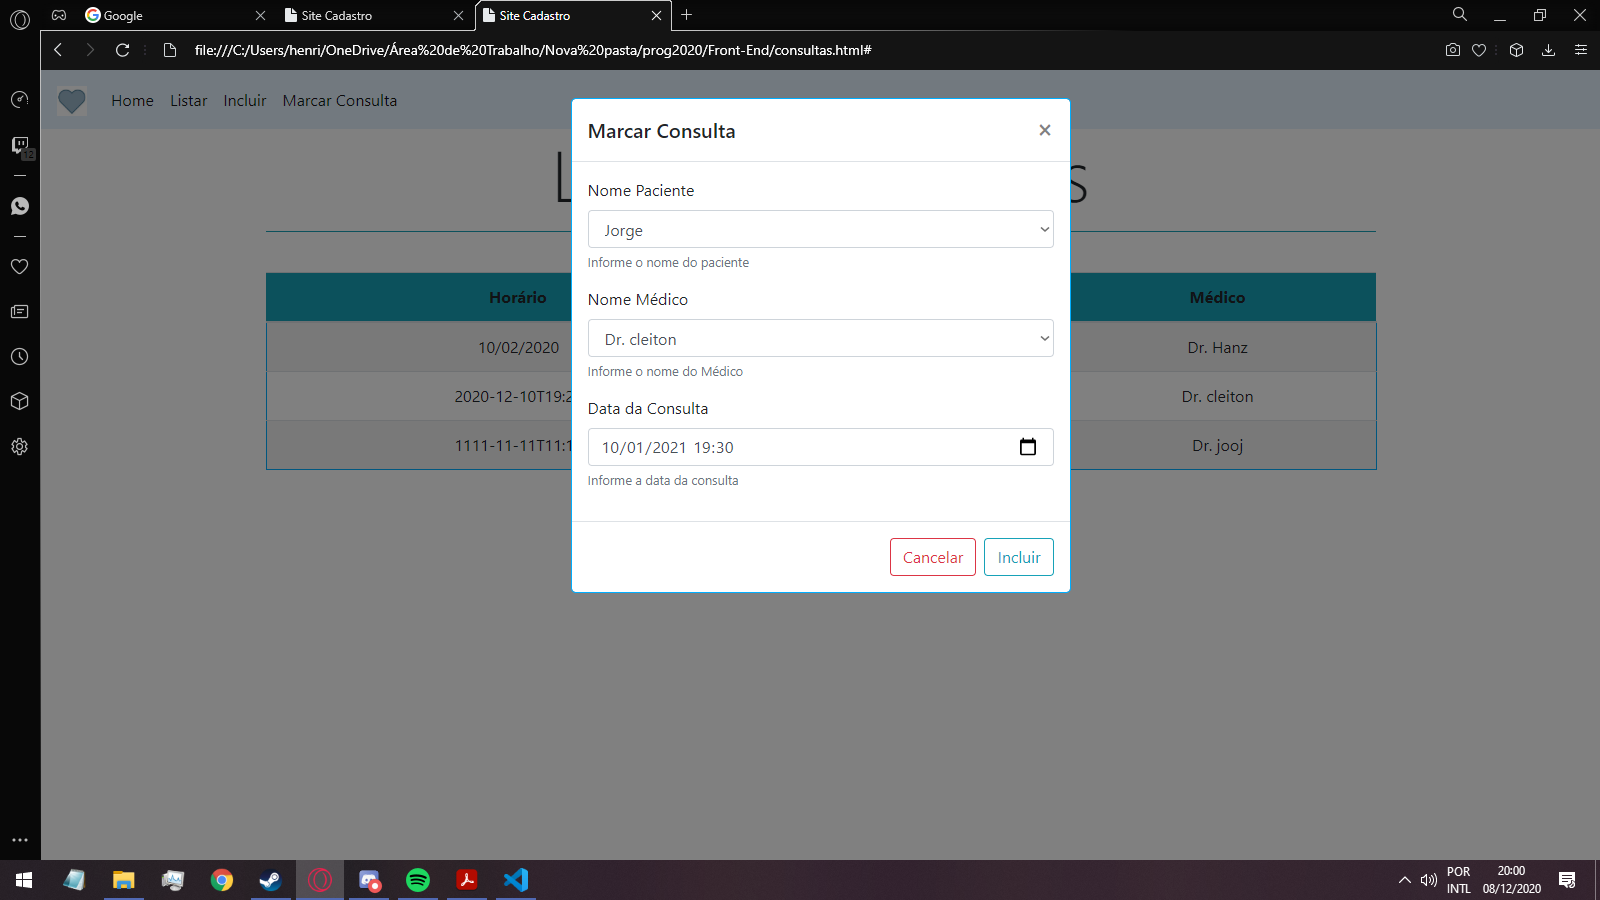 Google
Site Cadastro
Site Cadastro
file:///C:/Users/henri/OneDrive/Área%20de%20Trabalho/Nova%20pasta/prog2020/Front-End/consultas.html#
12
Home Listar Incluir Marcar Consulta
Marcar Consulta ×
L s
Nome Paciente
Jorge
Informe o nome do paciente
Nome Médico
Dr. cleiton
Informe o nome do Médico
Data da Consulta
10/01/2021 19:30
Informe a data da consulta
Cancelar Incluir
Horário Médico
10/02/2020 Dr. Hanz
2020-12-10T19:2 Dr. cleiton
1111-11-11T11:1 Dr. jooj
POR
INTL
20:00
08/12/2020